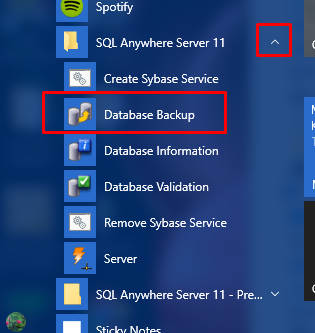 Spotify
SQL Anywhere Server 11
Create Sybase Service
Database Backup
Database Information
Database Validation
Remove Sybase Service
Server
SQL Anywhere Server 11 - Pre...
Sticky Notes